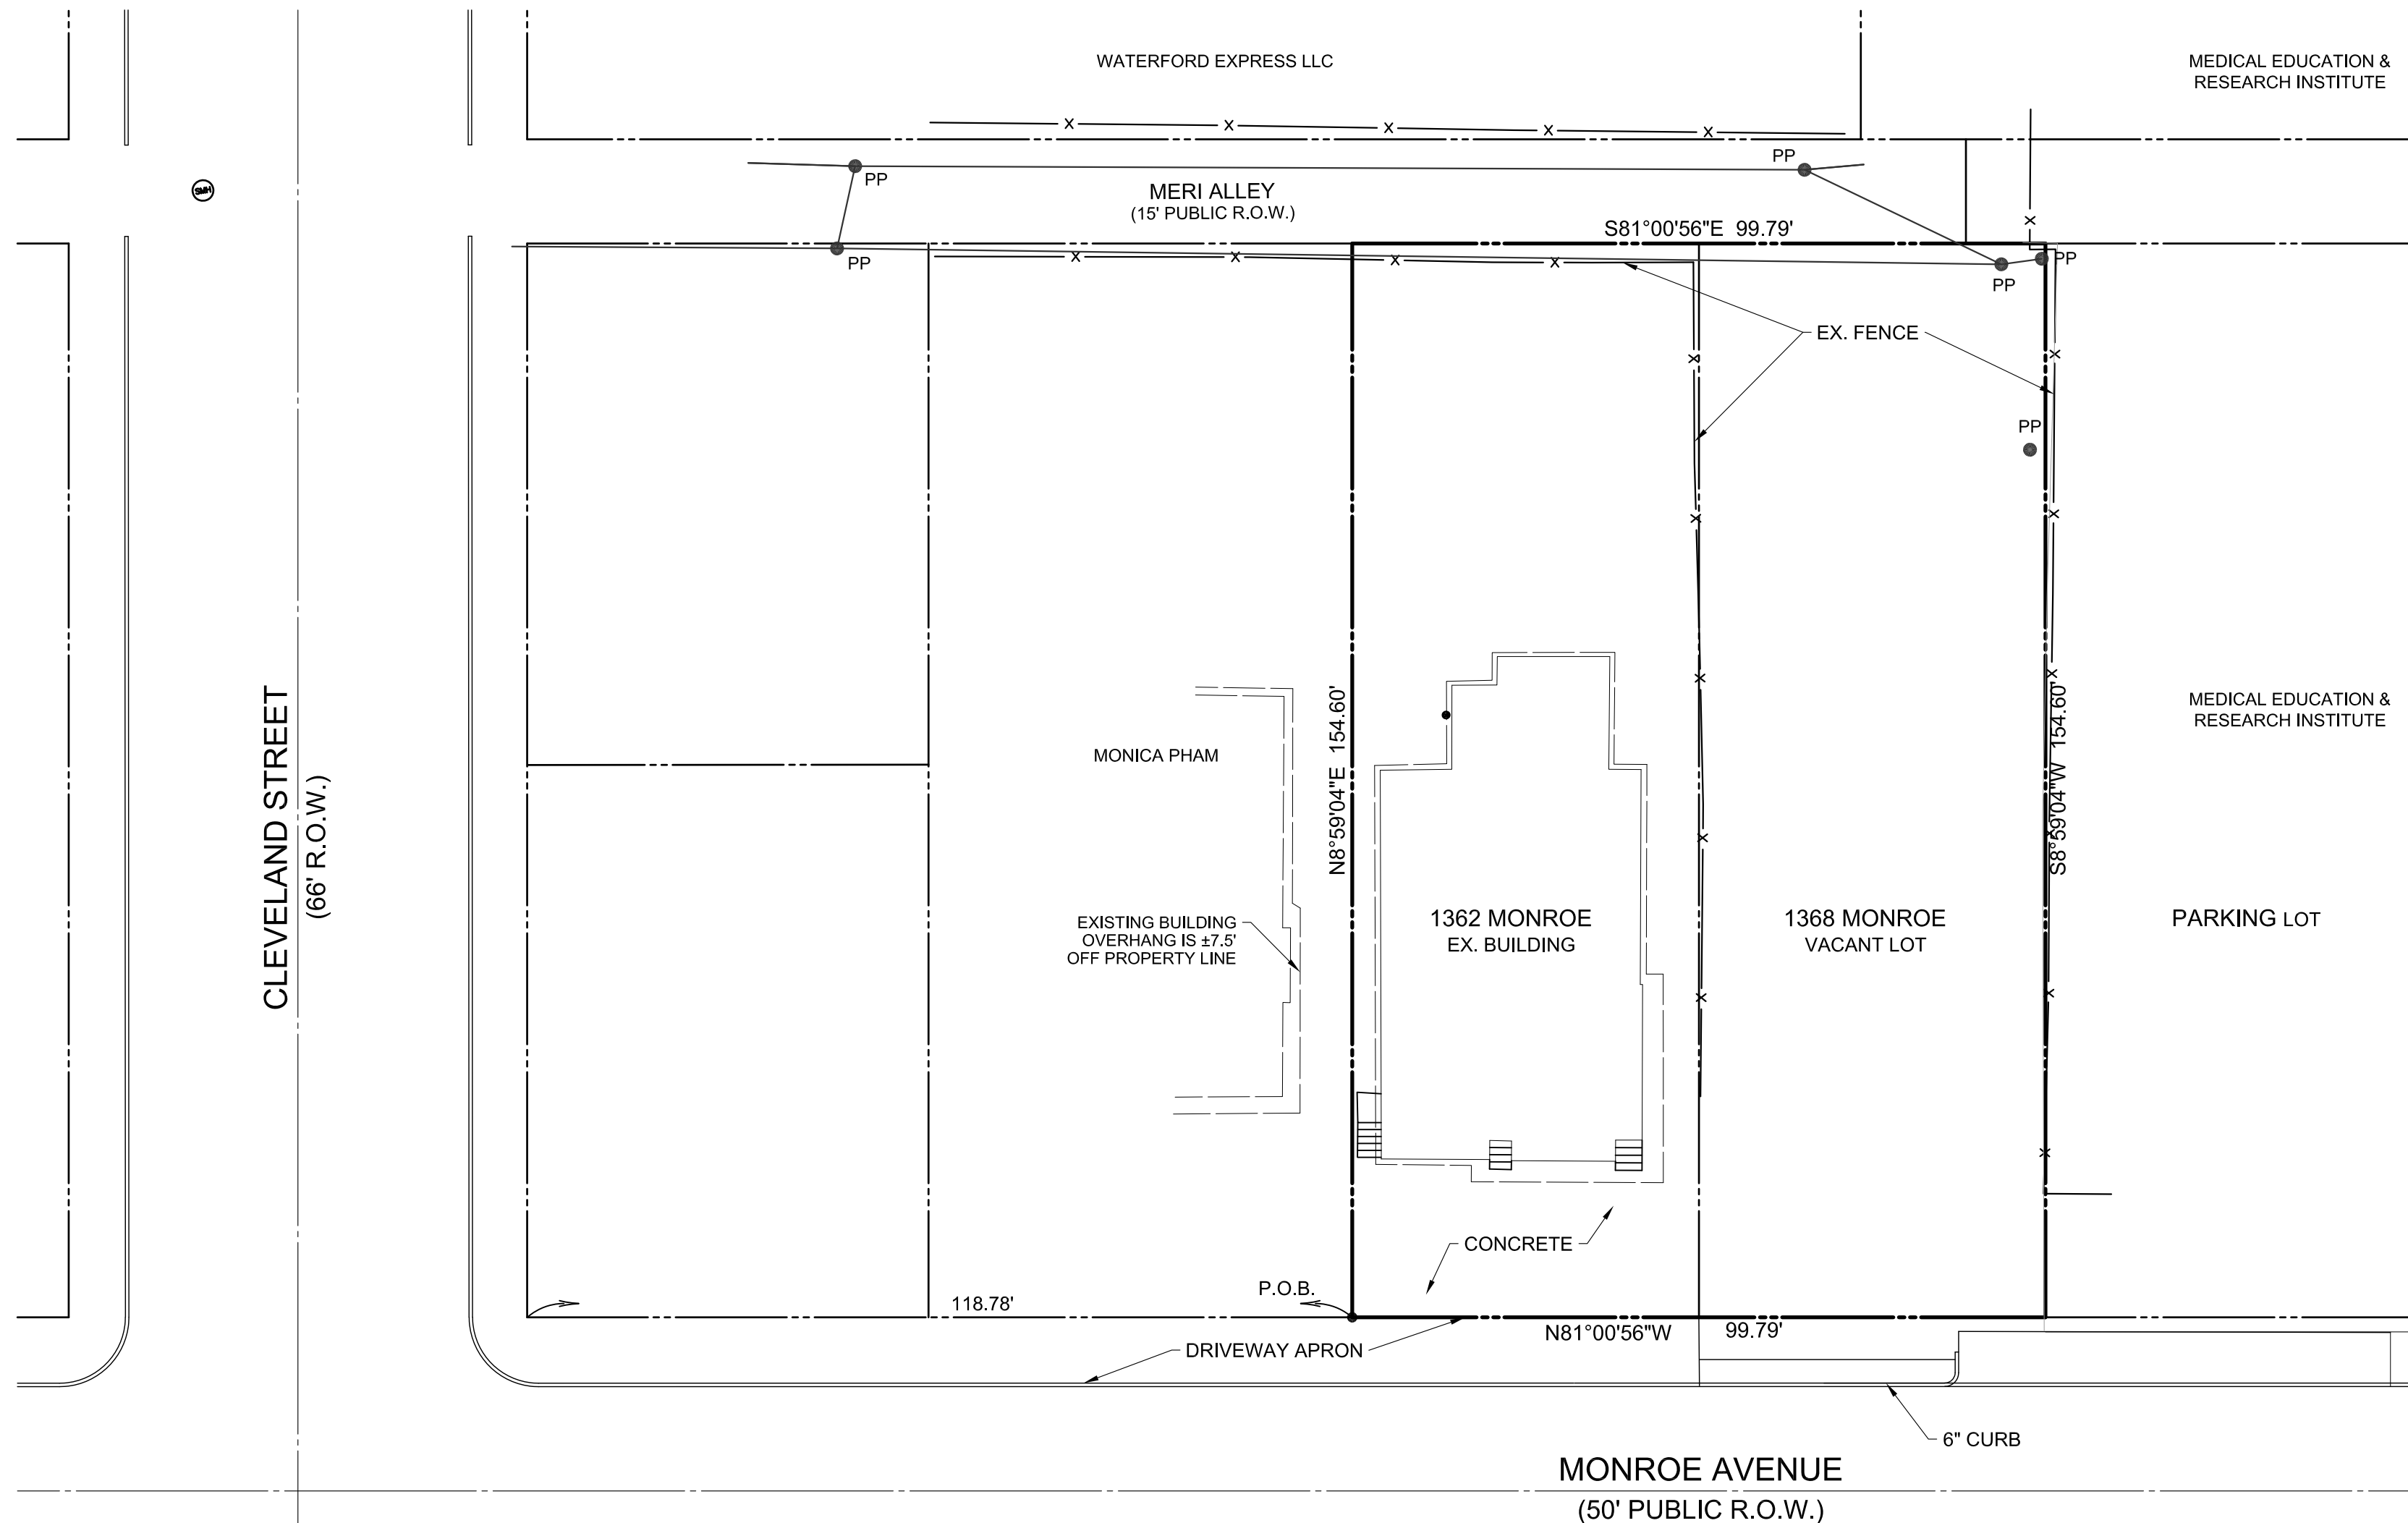 WATERFORD EXPRESS LLC
MEDICAL EDUCATION &
RESEARCH INSTITUTE
X X X X X
PP
PP
SMH
MERI ALLEY
(15' PUBLIC R.O.W.)
S81°00'56"E 99.79'
X
PP
X X X X
PP
PP
EX. FENCE
X
X
PP
X
X
X
X
CLEVELAND STREET
(66' R.O.W.)
MONICA PHAM
N8°59'04"E 154.60'
S8°59'04"W 154.60'
MEDICAL EDUCATION &
RESEARCH INSTITUTE
X
X
EXISTING BUILDING
OVERHANG IS ±7.5'
OFF PROPERTY LINE
1362 MONROE
EX. BUILDING
1368 MONROE
VACANT LOT
PARKING LOT
X
X
X
CONCRETE
P.O.B.
118.78'
N81°00'56"W 99.79'
DRIVEWAY APRON
6" CURB
MONROE AVENUE
(50' PUBLIC R.O.W.)